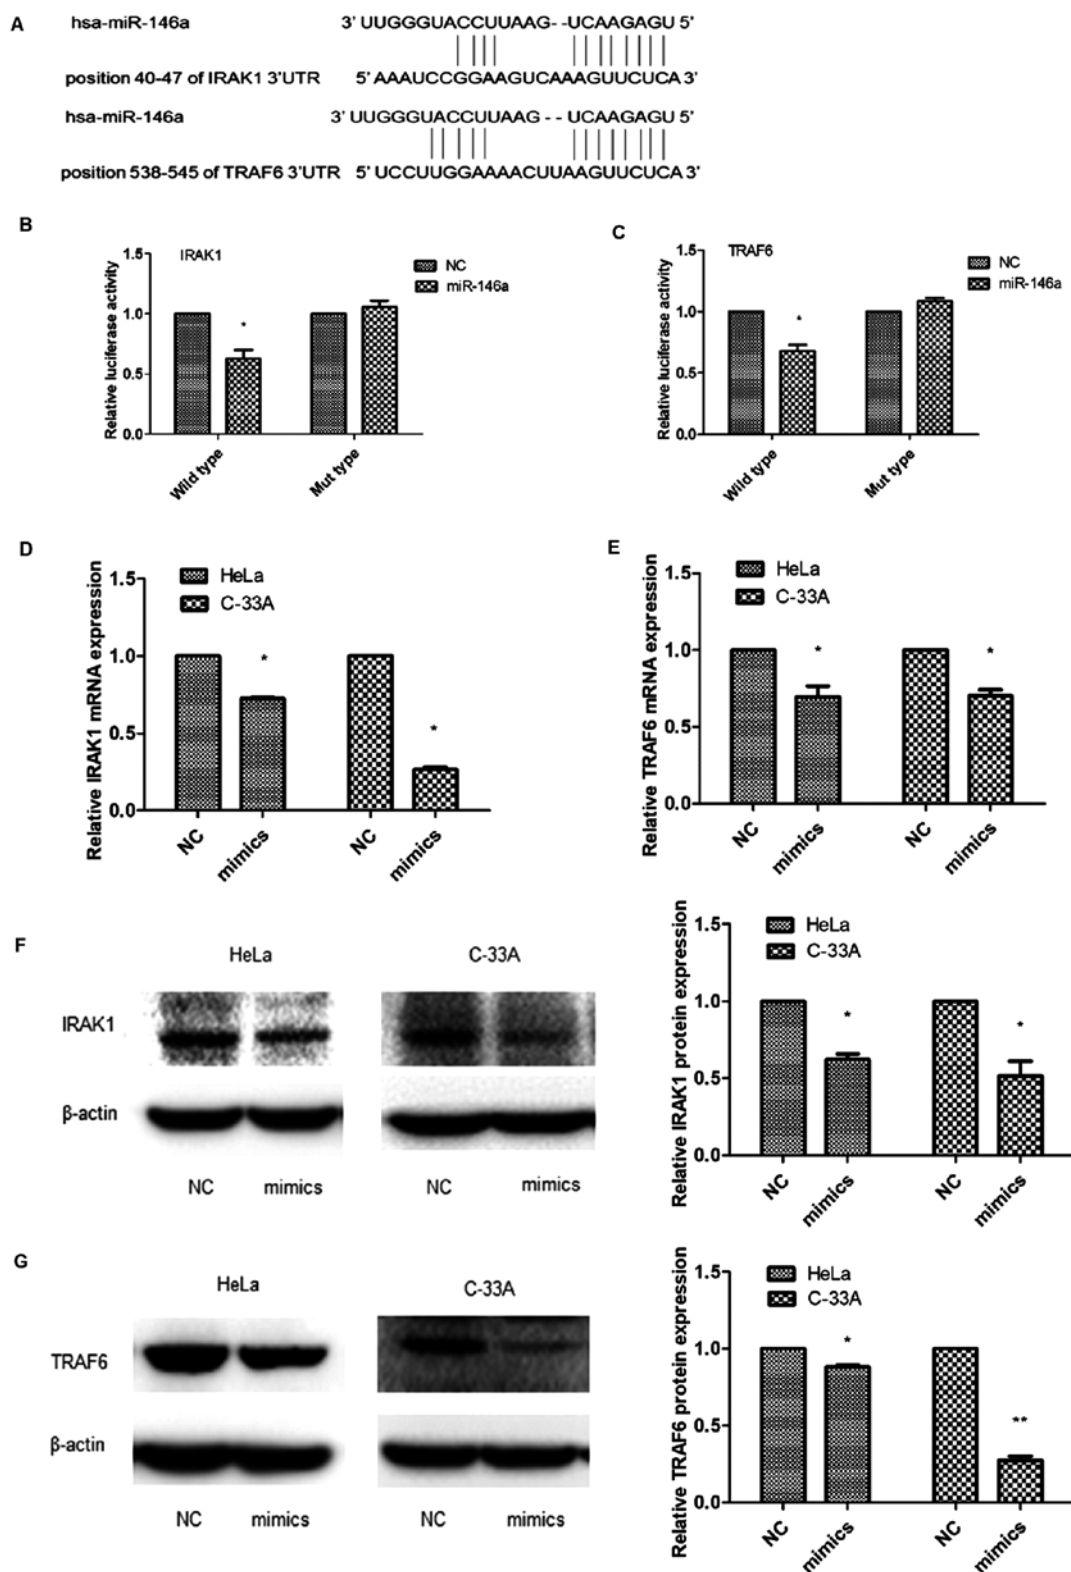 A
hsa-miR-146a 3' UUGGGUACCUUAAG--UCAAGAGU 5'
position 40-47 of IRAK1 3'UTR 5' AAAUCCGGAAGUCAAAGUUCUCA 3'
hsa-miR-146a 3' UUGGGUACCUUAAG--UCAAGAGU 5'
position 538-545 of TRAF6 3'UTR 5' UCCUUGGAAAACUUAAGUUCUCA 3'
B
IRAK1
Relative luciferase activity
1.5
1.0
0.5
0.0
NC
miR-146a
*
Wild type
Mut type
C
TRAF6
Relative luciferase activity
1.5
1.0
0.5
0.0
NC
miR-146a
*
Wild type
Mut type
D
Relative IRAK1 mRNA expression
1.5
1.0
0.5
0.0
HeLa
C-33A
*
*
NC
mimics
NC
mimics
E
Relative TRAF6 mRNA expression
1.5
1.0
0.5
0.0
HeLa
C-33A
*
*
NC
mimics
NC
mimics
F
HeLa
C-33A
IRAK1
β-actin
NC
mimics
NC
mimics
Relative IRAK1 protein expression
1.5
1.0
0.5
0.0
HeLa
C-33A
*
*
NC
mimics
NC
mimics
G
HeLa
C-33A
TRAF6
β-actin
NC
mimics
NC
mimics
Relative TRAF6 protein expression
1.5
1.0
0.5
0.0
HeLa
C-33A
*
**
NC
mimics
NC
mimics